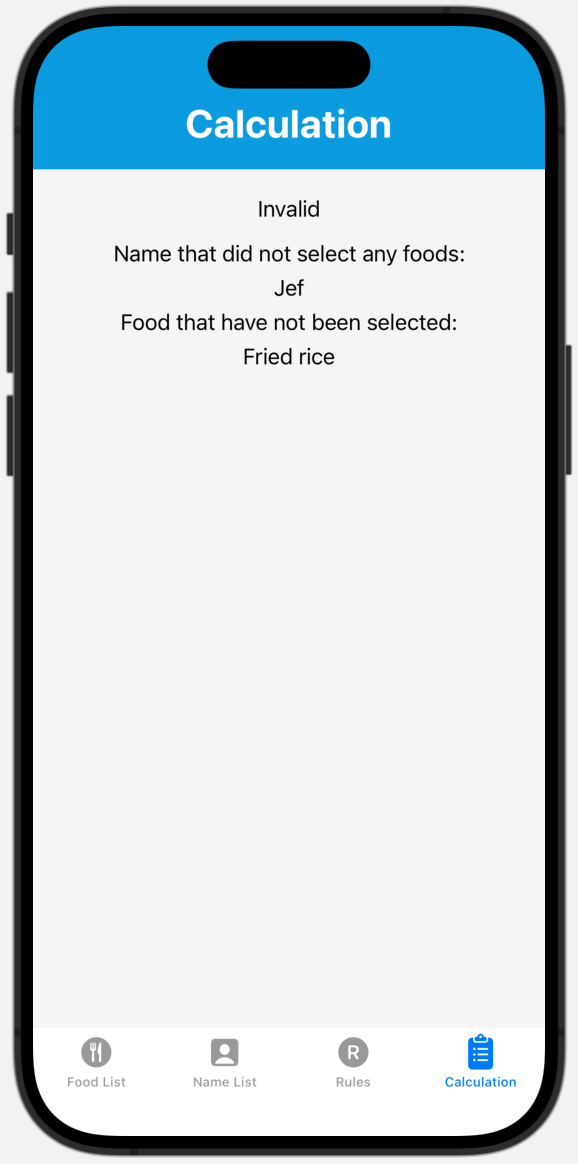 Calculation
Invalid
Name that did not select any foods:
Jef
Food that have not been selected:
Fried rice
Food List
Name List
R
Rules
Calculation